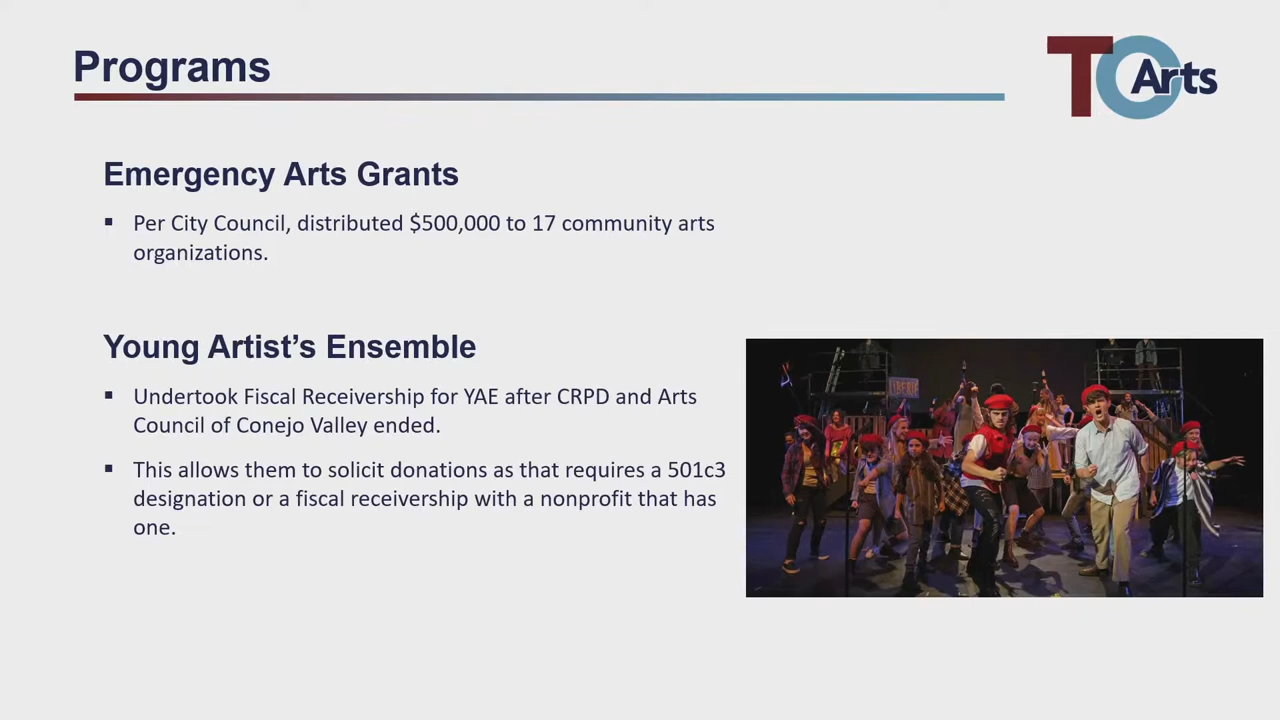 Programs
TO Arts
Emergency Arts Grants
▪ Per City Council, distributed $500,000 to 17 community arts
organizations.
Young Artist’s Ensemble
▪ Undertook Fiscal Receivership for YAE after CRPD and Arts
Council of Conejo Valley ended.
▪ This allows them to solicit donations as that requires a 501c3
designation or a fiscal receivership with a nonprofit that has
one.